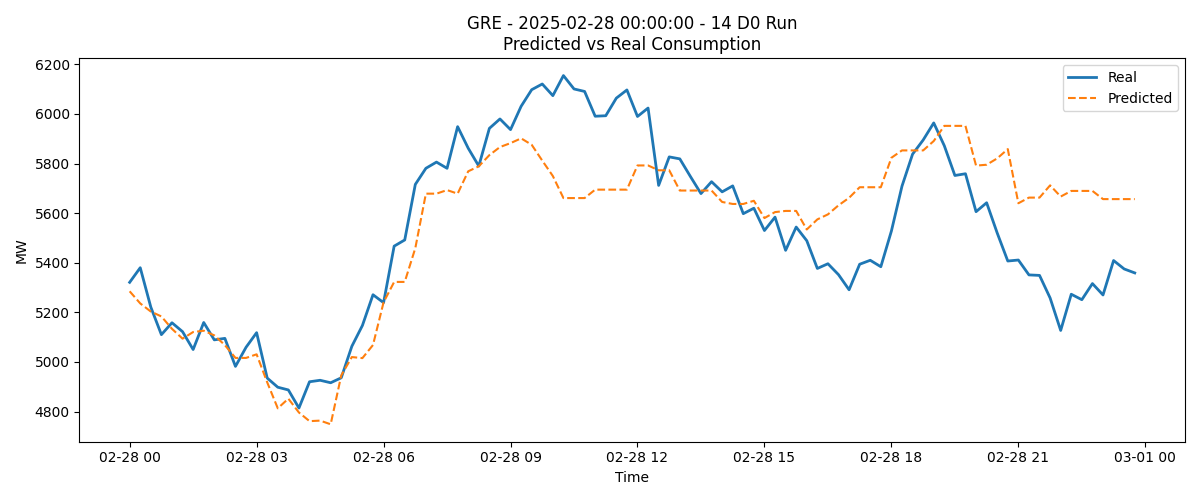 GRE - 2025-02-28 00:00:00 - 14 D0 Run
Predicted vs Real Consumption
Real
Predicted
MW
6200
6000
5800
5600
5400
5200
5000
4800
02-28 00
02-28 03
02-28 06
02-28 09
02-28 12
02-28 15
02-28 18
02-28 21
03-01 00
Time